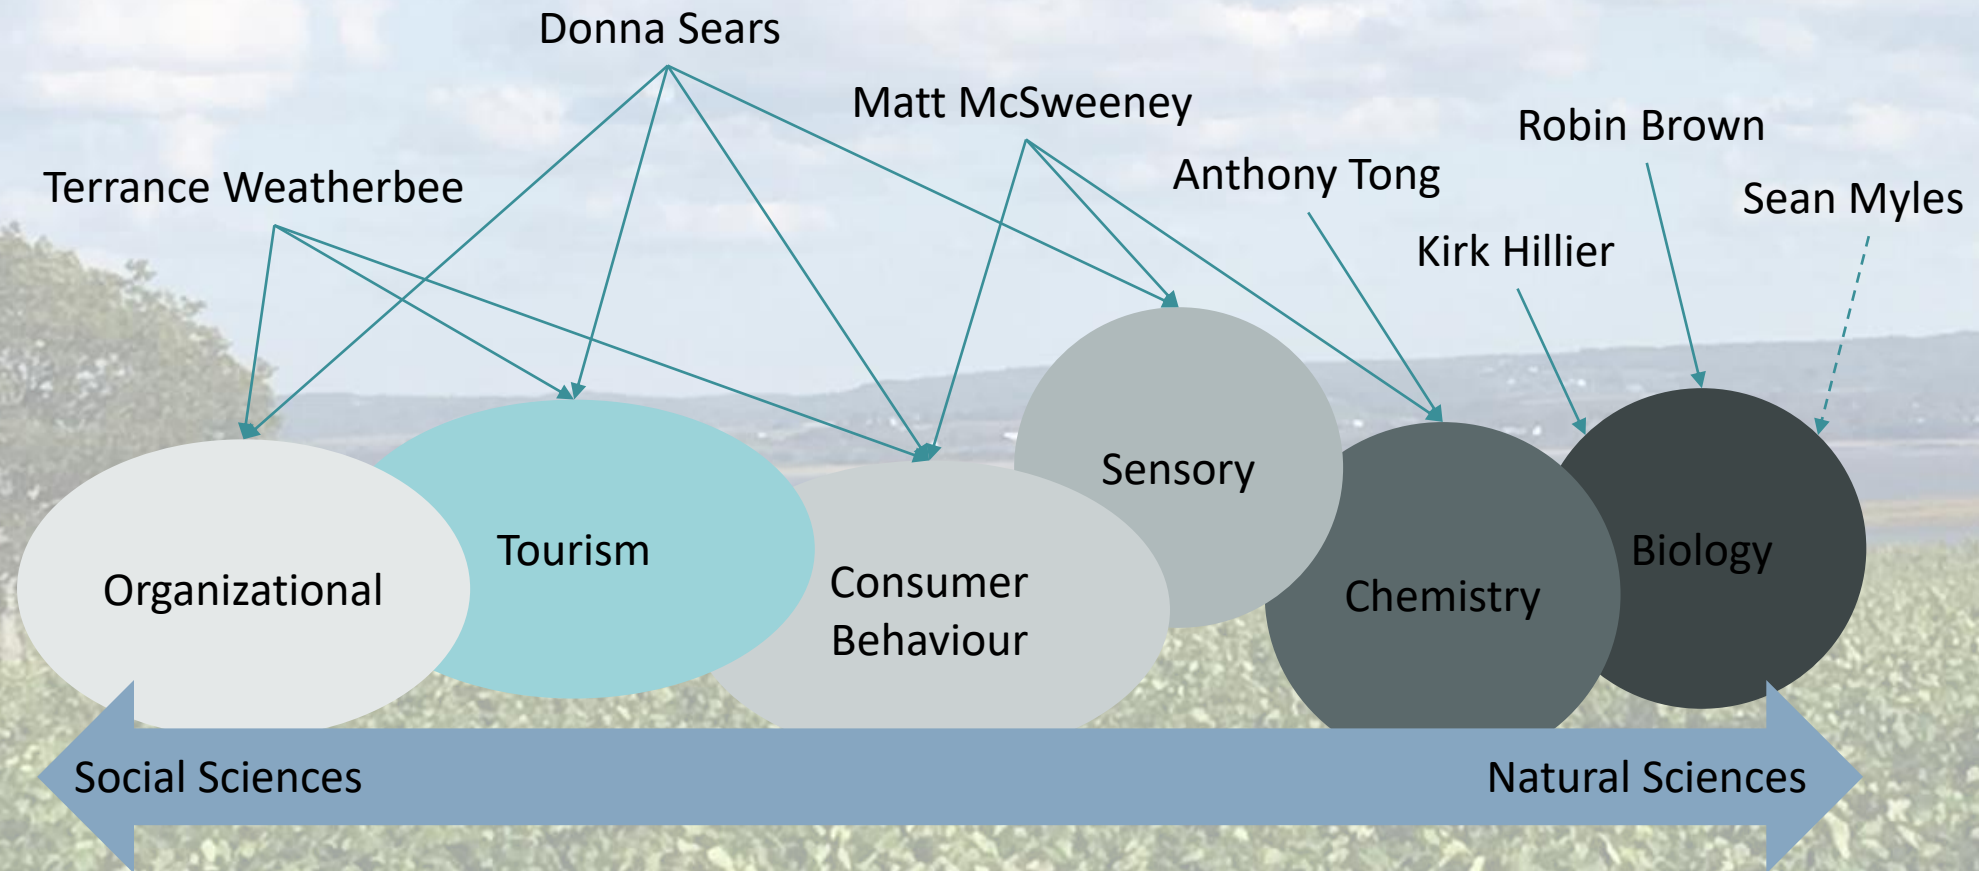 Donna Sears
Matt McSweeney
Robin Brown
Anthony Tong
Terrance Weatherbee
Sean Myles
Kirk Hillier
Sensory
Tourism
Biology
Organizational
Consumer
Behaviour
Chemistry
Social Sciences
Natural Sciences